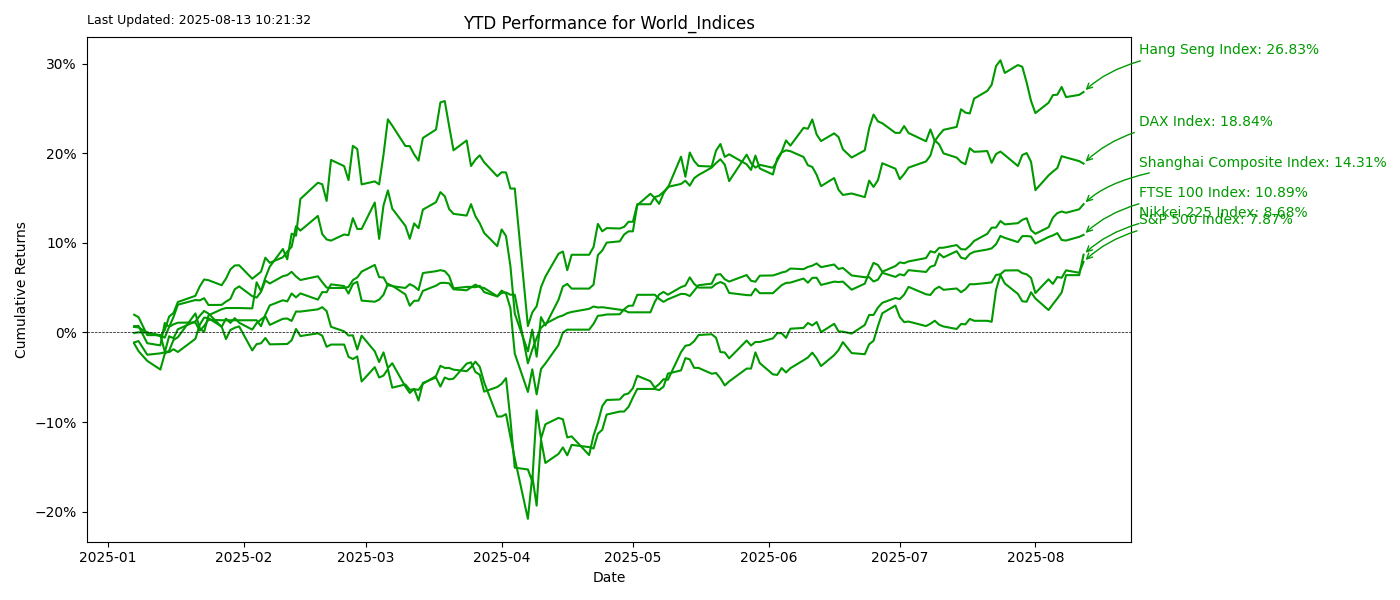 Last Updated: 2025-08-13 10:21:32
YTD Performance for World_Indices
Cumulative Returns
30%
20%
10%
0%
−10%
−20%
Hang Seng Index: 26.83%
DAX Index: 18.84%
Shanghai Composite Index: 14.31%
FTSE 100 Index: 10.89%
Nikkei 225 Index: 8.68%
S&P 500 Index: 7.87%
2025-01
2025-02
2025-03
2025-04
2025-05
2025-06
2025-07
2025-08
Date